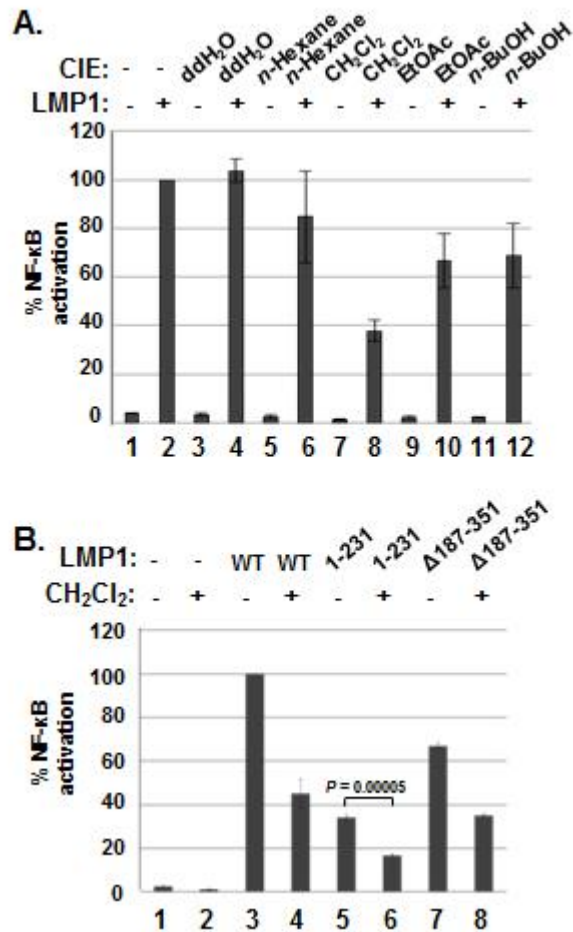 A.
CIE: - - ddH₂O ddH₂O n-Hexane n-Hexane CH₂Cl₂ CH₂Cl₂ EtOAc EtOAc n-BuOH n-BuOH
LMP1: - + - + - + - + - + - +
120
100
80
60
40
20
0
% NF-κB
activation
1 2 3 4 5 6 7 8 9 10 11 12
B.
LMP1: - - WT WT 1-231 1-231 Δ187-351 Δ187-351
CH₂Cl₂: - + - + - + - +
120
100
80
60
40
20
0
% NF-κB
activation
P = 0.00005
1 2 3 4 5 6 7 8